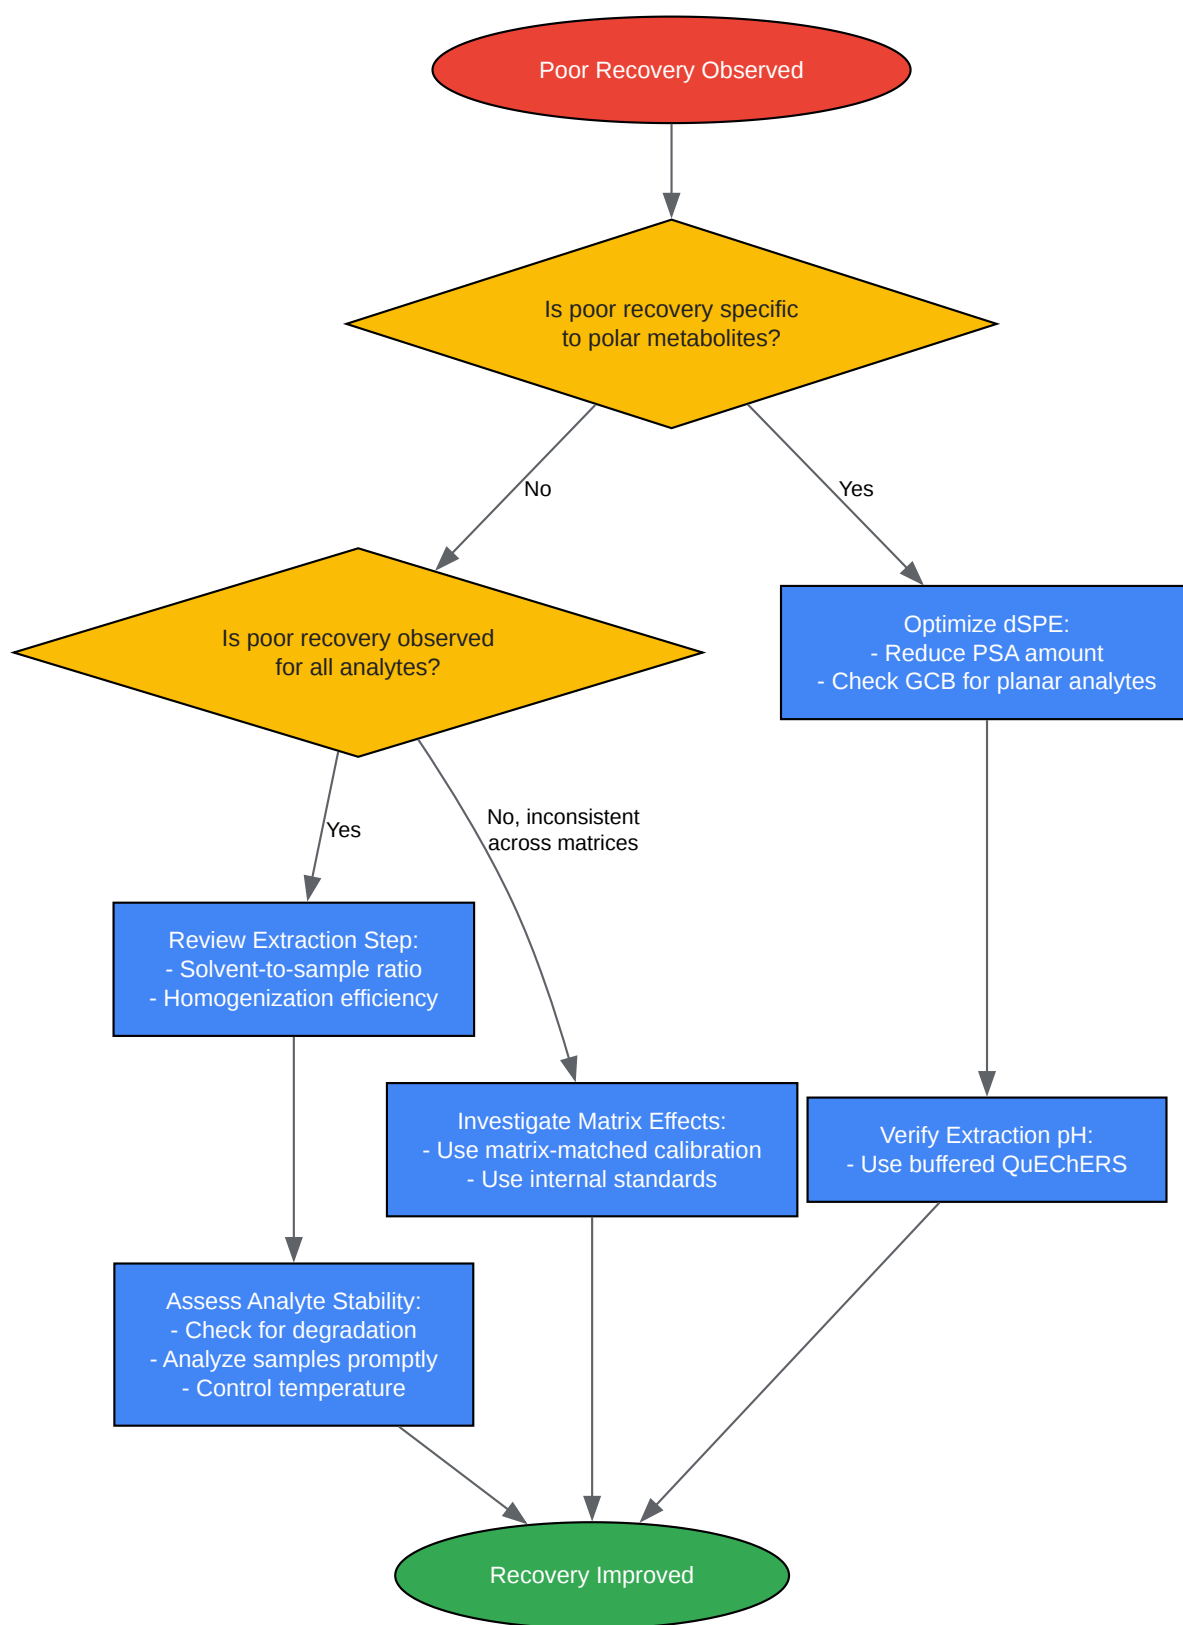 Poor Recovery Observed
Is poor recovery specific
to polar metabolites?
No
Yes
Is poor recovery observed
for all analytes?
Optimize dSPE:
- Reduce PSA amount
- Check GCB for planar analytes
Yes
No, inconsistent
across matrices
Review Extraction Step:
- Solvent-to-sample ratio
- Homogenization efficiency
Investigate Matrix Effects:
- Use matrix-matched calibration
- Use internal standards
Verify Extraction pH:
- Use buffered QuEChERS
Assess Analyte Stability:
- Check for degradation
- Analyze samples promptly
- Control temperature
Recovery Improved